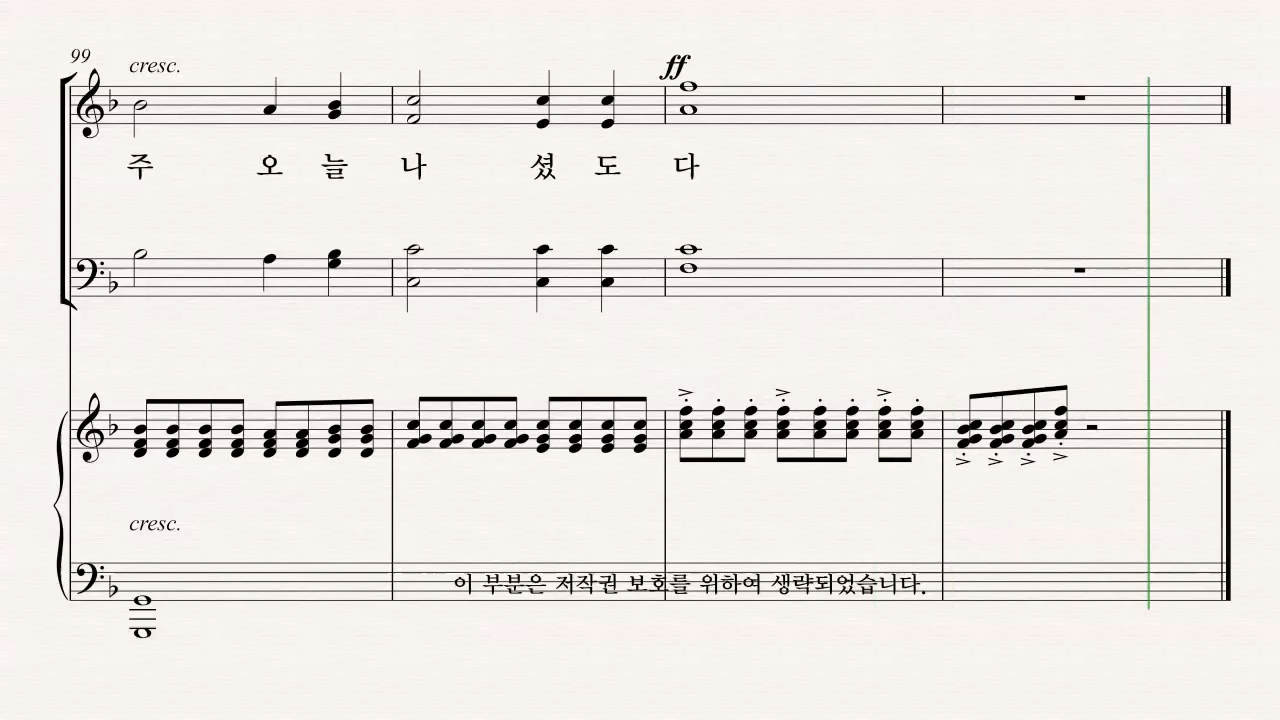 99
cresc.
ff
주 오 늘 나 셨 도 다
cresc.
이 부분은 저작권 보호를 위하여 생략되었습니다.